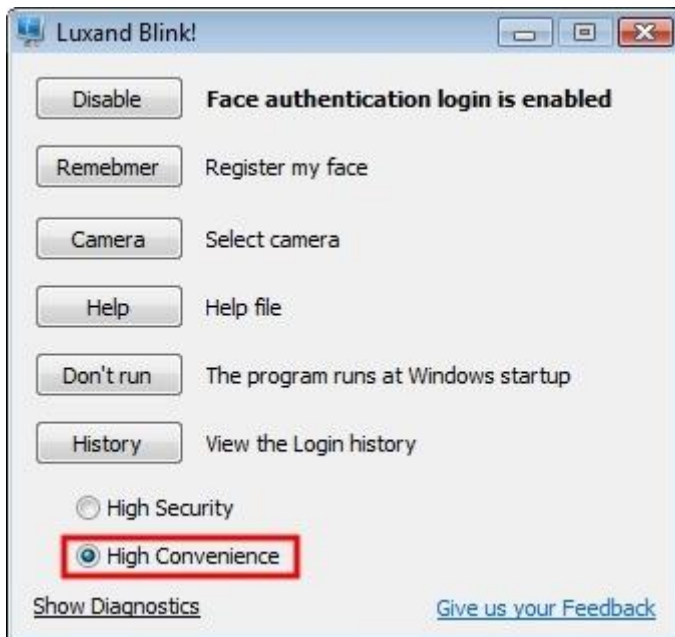 Luxand Blink!
Disable Face authentication login is enabled
Remebmer Register my face
Camera Select camera
Help Help file
Don't run The program runs at Windows startup
History View the Login history
High Security
High Convenience
Show Diagnostics Give us your Feedback